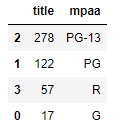 title mpaa
2 278 PG-13
1 122 PG
3 57 R
0 17 G